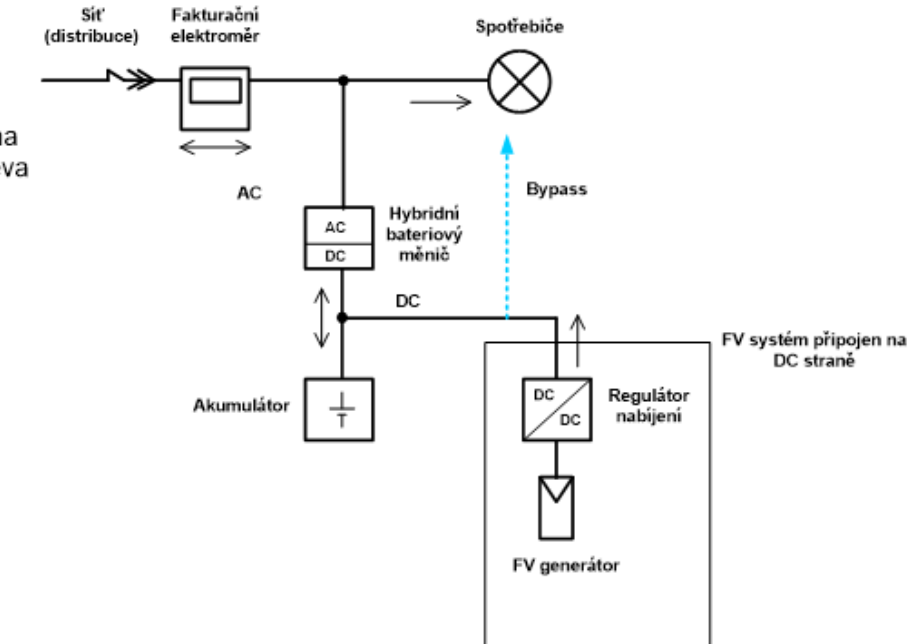 Síť
(distribuce)
Fakturační
elektroměr
Spotřebiče
AC
Bypass
Hybridní
bateriový
měnič
AC
DC
DC
FV systém připojen na
DC straně
Akumulátor
DC
DC
Regulátor
nabíjení
FV generátor